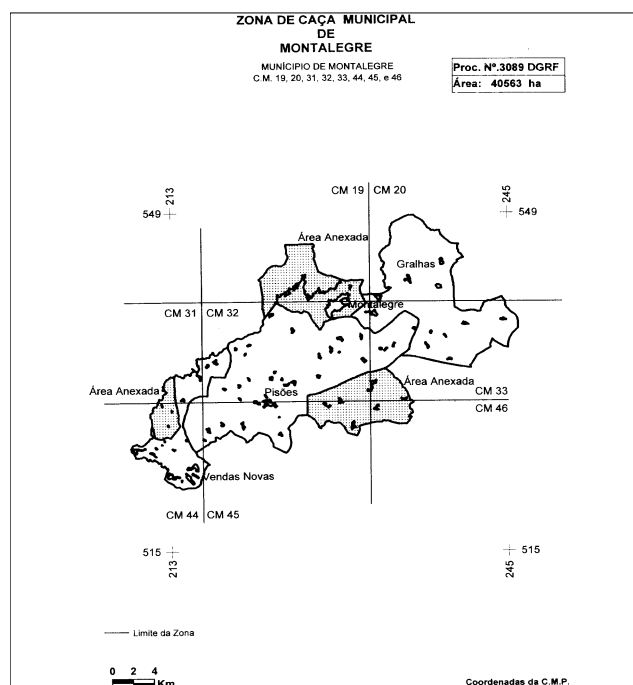 ZONA DE CAÇA MUNICIPAL
DE
MONTALEGRE
MUNÍCIPIO DE MONTALEGRE
C.M. 19, 20, 31, 32, 33, 44, 45, e 46
Proc. Nº.3089 DGRF
Área: 40563 ha
CM 19 CM 20
213
245
549
549
Área Anexada
Gralhas
Montalegre
CM 31 CM 32
Área Anexada
Pisões
Área Anexada
CM 33
CM 46
Vendas Novas
CM 44 CM 45
515
515
213
245
Limite da Zona
0 2 4
Km
Coordenadas da C.M.P.